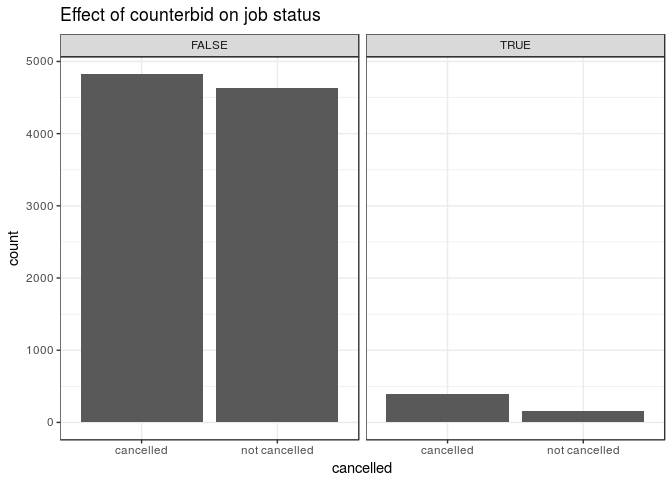 Effect of counterbid on job status
FALSE
TRUE
5000
4000
3000
2000
1000
0
count
cancelled
not cancelled
cancelled
not cancelled
cancelled